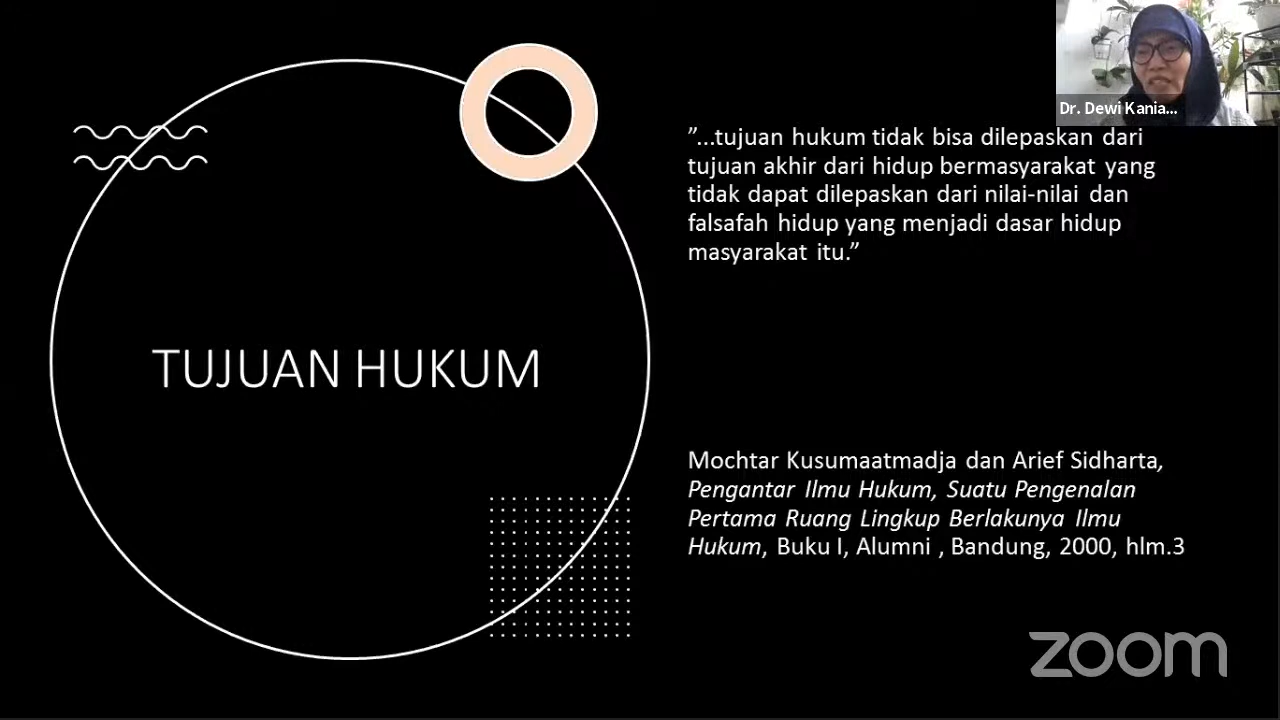 TUJUAN HUKUM
”...tujuan hukum tidak bisa dilepaskan dari
tujuan akhir dari hidup bermasyarakat yang
tidak dapat dilepaskan dari nilai-nilai dan
falsafah hidup yang menjadi dasar hidup
masyarakat itu.”
Mochtar Kusumaatmadja dan Arief Sidharta,
Pengantar Ilmu Hukum, Suatu Pengenalan
Pertama Ruang Lingkup Berlakunya Ilmu
Hukum, Buku I, Alumni , Bandung, 2000, hlm.3
Dr. Dewi Kania...
zoom